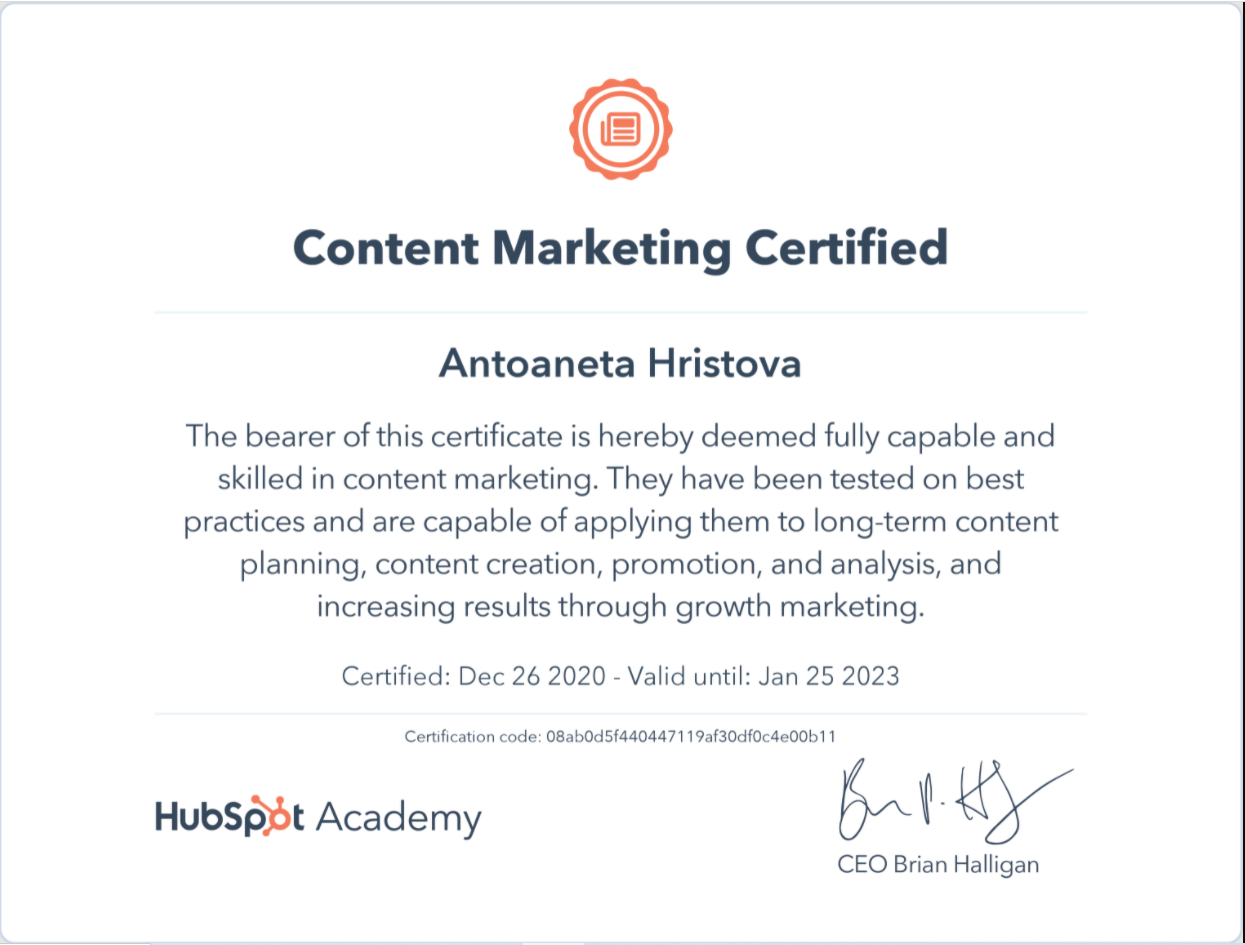 Content Marketing Certified
Antoaneta Hristova
The bearer of this certificate is hereby deemed fully capable and
skilled in content marketing. They have been tested on best
practices and are capable of applying them to long-term content
planning, content creation, promotion, and analysis, and
increasing results through growth marketing.
Certified: Dec 26 2020 - Valid until: Jan 25 2023
Certification code: 08ab0d5f440447119af30df0c4e00b11
HubSpot Academy
CEO Brian Halligan